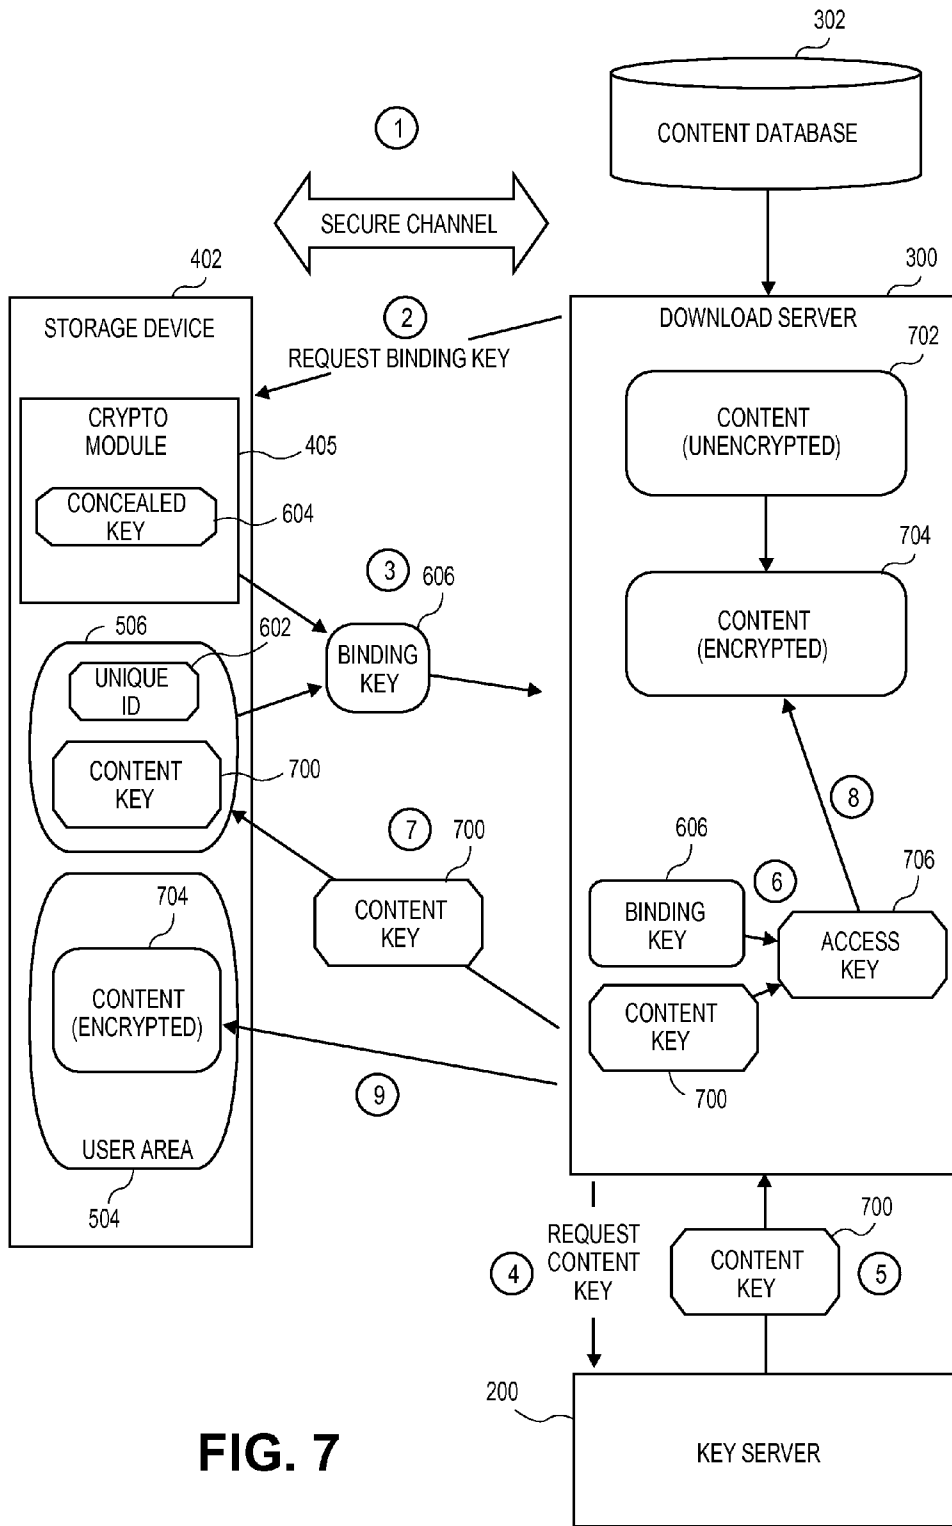 302
CONTENT DATABASE
1
SECURE CHANNEL
402
STORAGE DEVICE
2
REQUEST BINDING KEY
300
DOWNLOAD SERVER
702
CONTENT
(UNENCRYPTED)
CRYPTO
MODULE
405
CONCEALED
KEY
604
704
CONTENT
(ENCRYPTED)
3
606
BINDING
KEY
506
602
UNIQUE
ID
CONTENT
KEY
700
7
700
CONTENT
KEY
8
606
BINDING
KEY
6
706
ACCESS
KEY
CONTENT
KEY
700
704
CONTENT
(ENCRYPTED)
9
USER AREA
504
4
REQUEST
CONTENT
KEY
700
CONTENT
KEY
5
200
KEY SERVER
FIG. 7